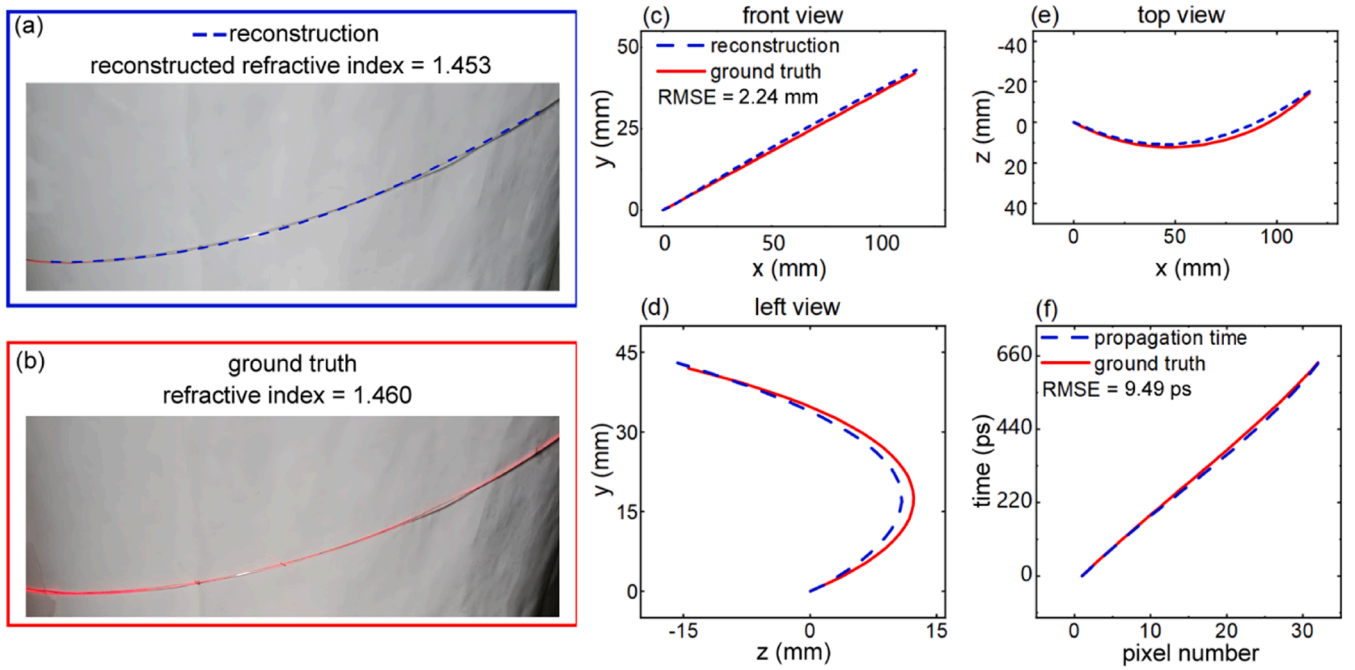 (a)
reconstruction
reconstructed refractive index = 1.453
(b)
ground truth
refractive index = 1.460
(c)
front view
50
25
0
y (mm)
reconstruction
ground truth
RMSE = 2.24 mm
0
50
100
x (mm)
(e)
top view
-40
-20
0
20
40
z (mm)
0
100
x (mm)
(d)
left view
45
30
15
0
y (mm)
-15
0
15
z (mm)
(f)
660
440
220
0
time (ps)
propagation time
ground truth
RMSE = 9.49 ps
0
10
20
30
pixel number